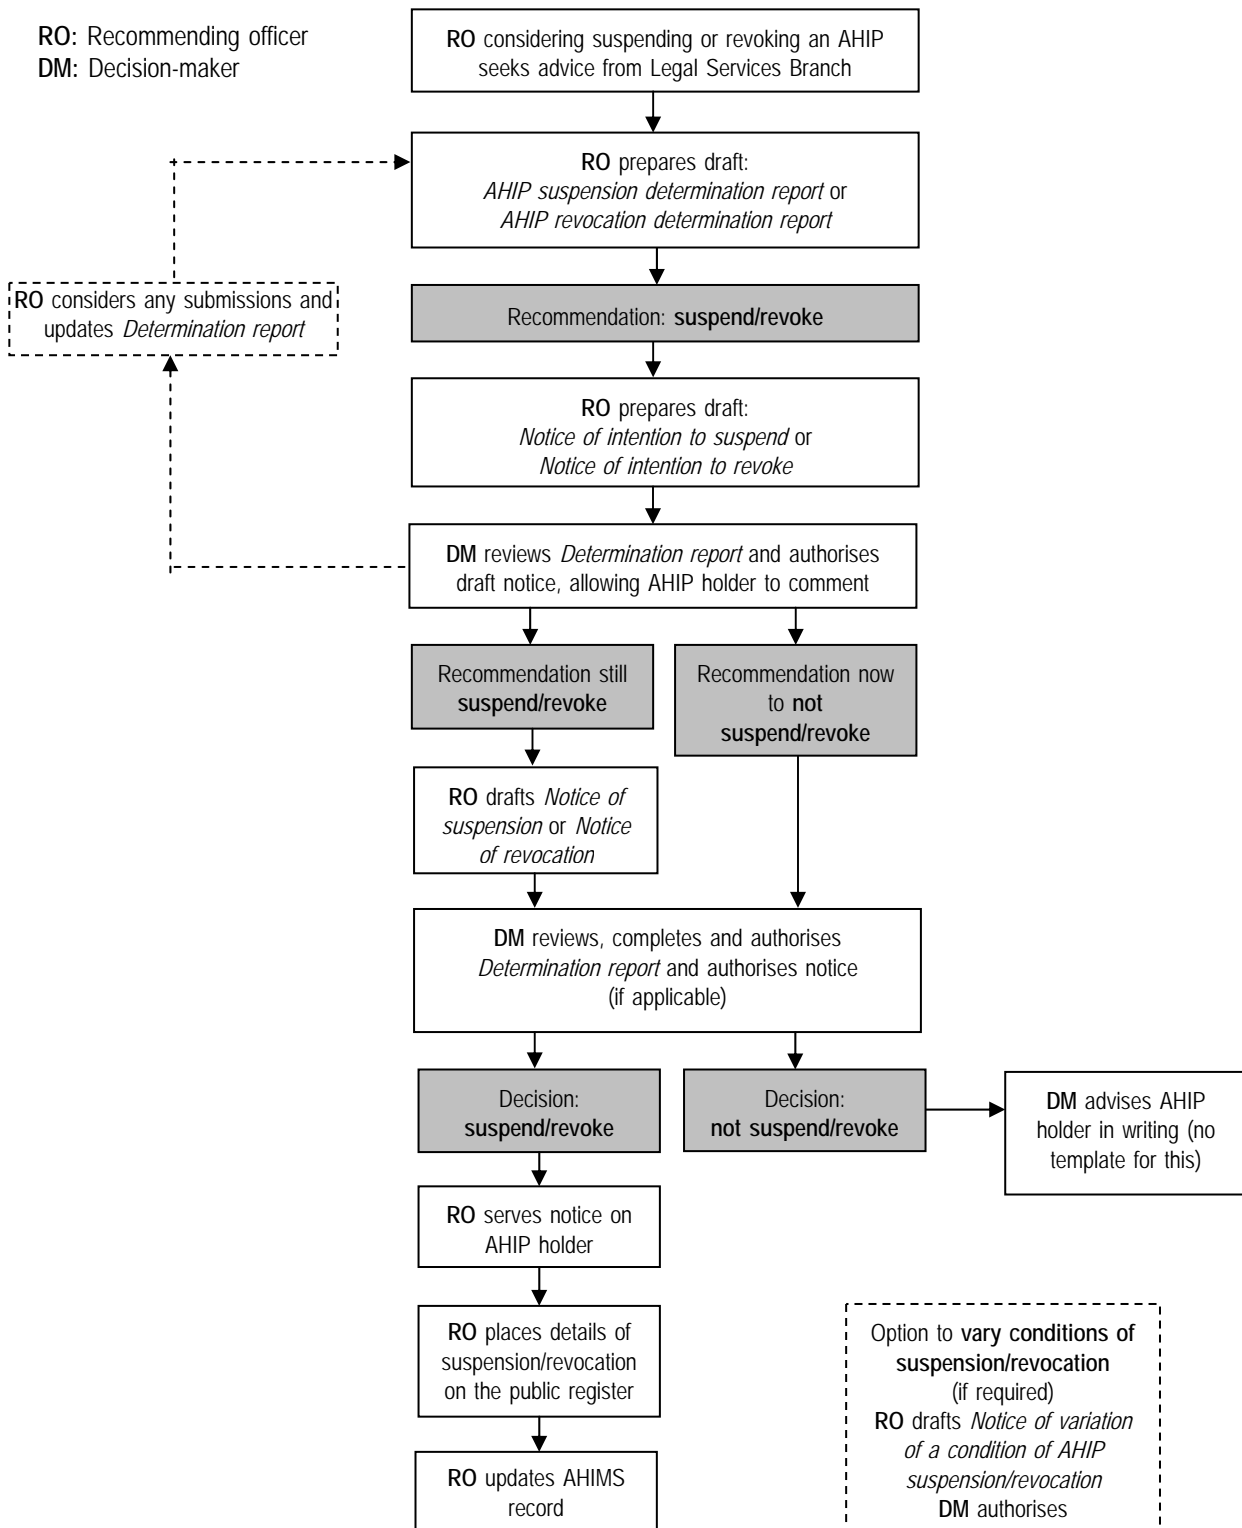 RO: Recommending officer
DM: Decision-maker
RO considering suspending or revoking an AHIP
seeks advice from Legal Services Branch
RO prepares draft:
AHIP suspension determination report or
AHIP revocation determination report
RO considers any submissions and
updates Determination report
Recommendation: suspend/revoke
RO prepares draft:
Notice of intention to suspend or
Notice of intention to revoke
DM reviews Determination report and authorises
draft notice, allowing AHIP holder to comment
Recommendation still
suspend/revoke
Recommendation now
to not
suspend/revoke
RO drafts Notice of
suspension or Notice
of revocation
DM reviews, completes and authorises
Determination report and authorises notice
(if applicable)
Decision:
suspend/revoke
Decision:
not suspend/revoke
DM advises AHIP
holder in writing (no
template for this)
RO serves notice on
AHIP holder
RO places details of
suspension/revocation
on the public register
RO updates AHIMS
record
Option to vary conditions of
suspension/revocation
(if required)
RO drafts Notice of variation
of a condition of AHIP
suspension/revocation
DM authorises